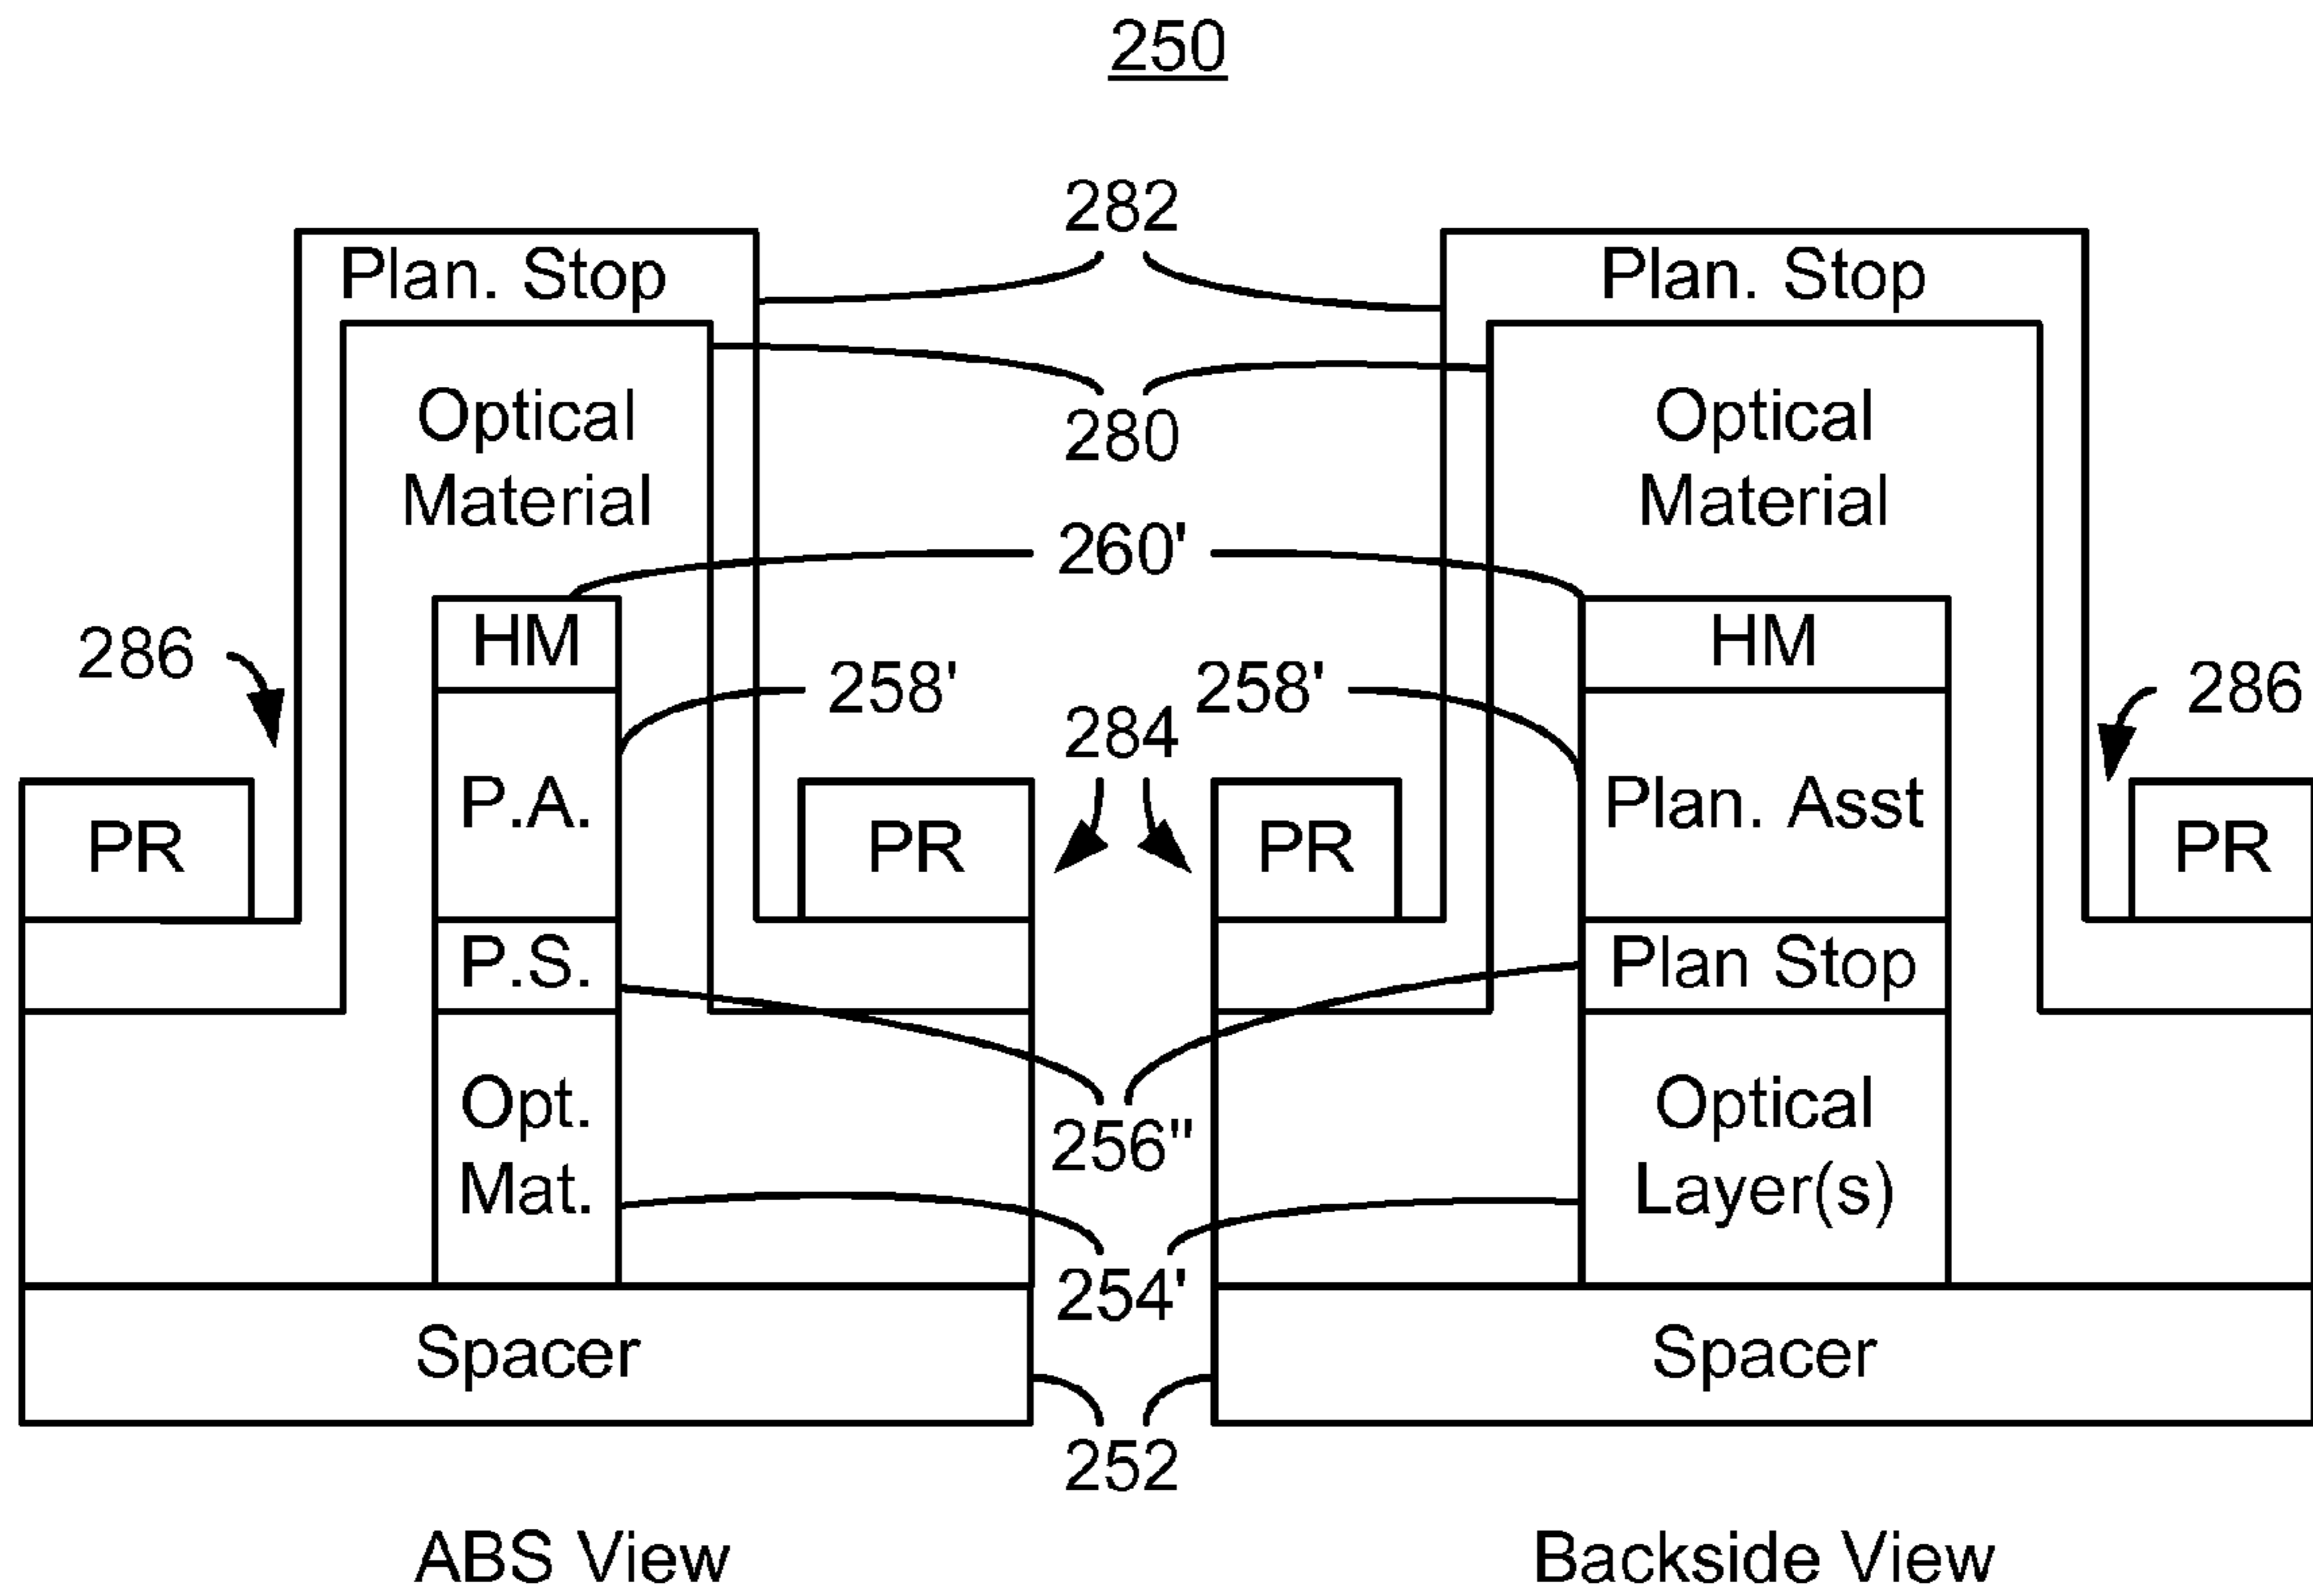 250
282
Plan. Stop
Plan. Stop
Optical
Material
280
Optical
Material
260'
HM
HM
286
258'
258'
286
284
P.A.
Plan. Asst
PR
PR
PR
PR
P.S.
Plan Stop
Opt.
Mat.
256"
Optical
Layer(s)
254'
Spacer
Spacer
252
ABS View
Backside View